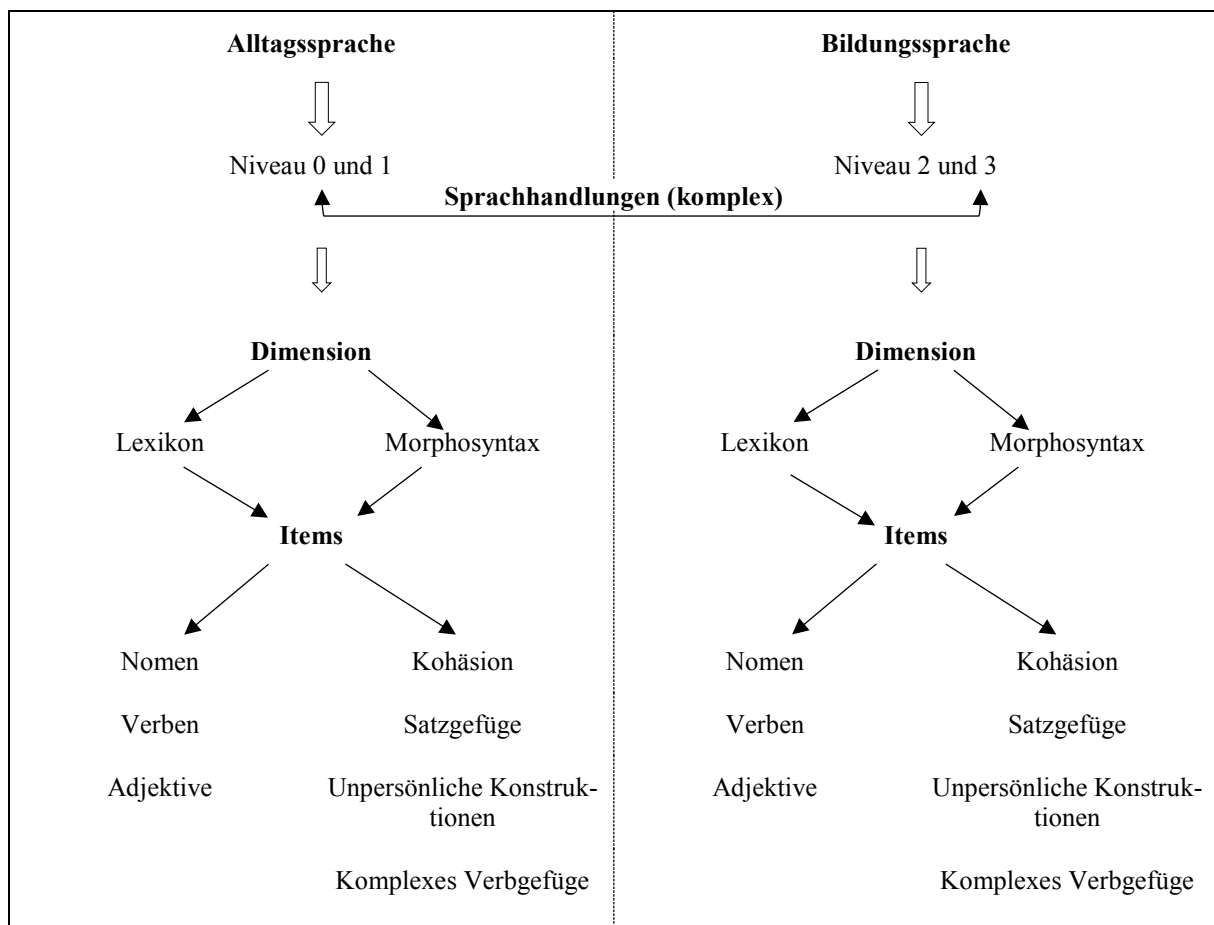 Alltagssprache
Bildungssprache
Niveau 0 und 1
Niveau 2 und 3
Sprachhandlungen (komplex)
Dimension
Dimension
Lexikon
Morphosyntax
Lexikon
Morphosyntax
Items
Items
Nomen
Kohäsion
Nomen
Kohäsion
Verben
Satzgefüge
Verben
Satzgefüge
Adjektive
Unpersönliche Konstruk-
tionen
Adjektive
Unpersönliche Konstruk-
tionen
Komplexes Verbgefüge
Komplexes Verbgefüge